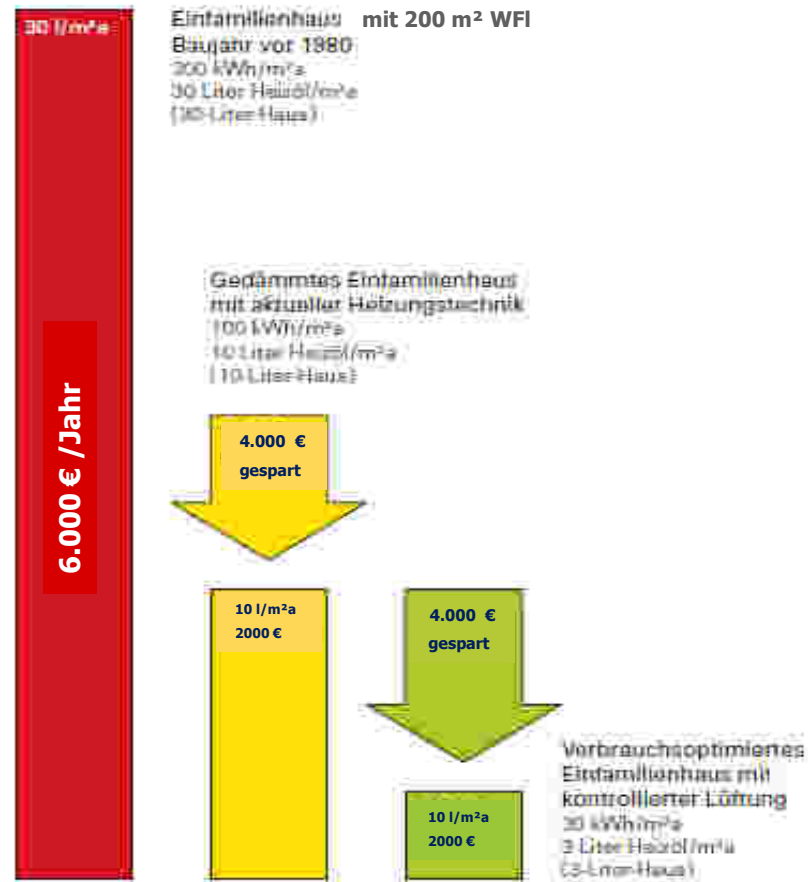 30 l/m²a
Einfamilienhaus mit 200 m² WFl
Baujahr vor 1980
300 kWh/m²a
30 Liter Heizöl/m²a
(30-Liter-Haus)
Gedämmtes Einfamilienhaus
mit aktueller Heizungstechnik
100 kWh/m²a
10 Liter Heizöl/m²a
(10-Liter-Haus)
6.000 € /Jahr
4.000 €
gespart
10 l/m²a
2000 €
4.000 €
gespart
Verbrauchsoptimiertes
Einfamilienhaus mit
kontrollierter Lüftung
30 kWh/m²a
3 Liter Heizöl/m²a
(3-Liter-Haus)
10 l/m²a
2000 €